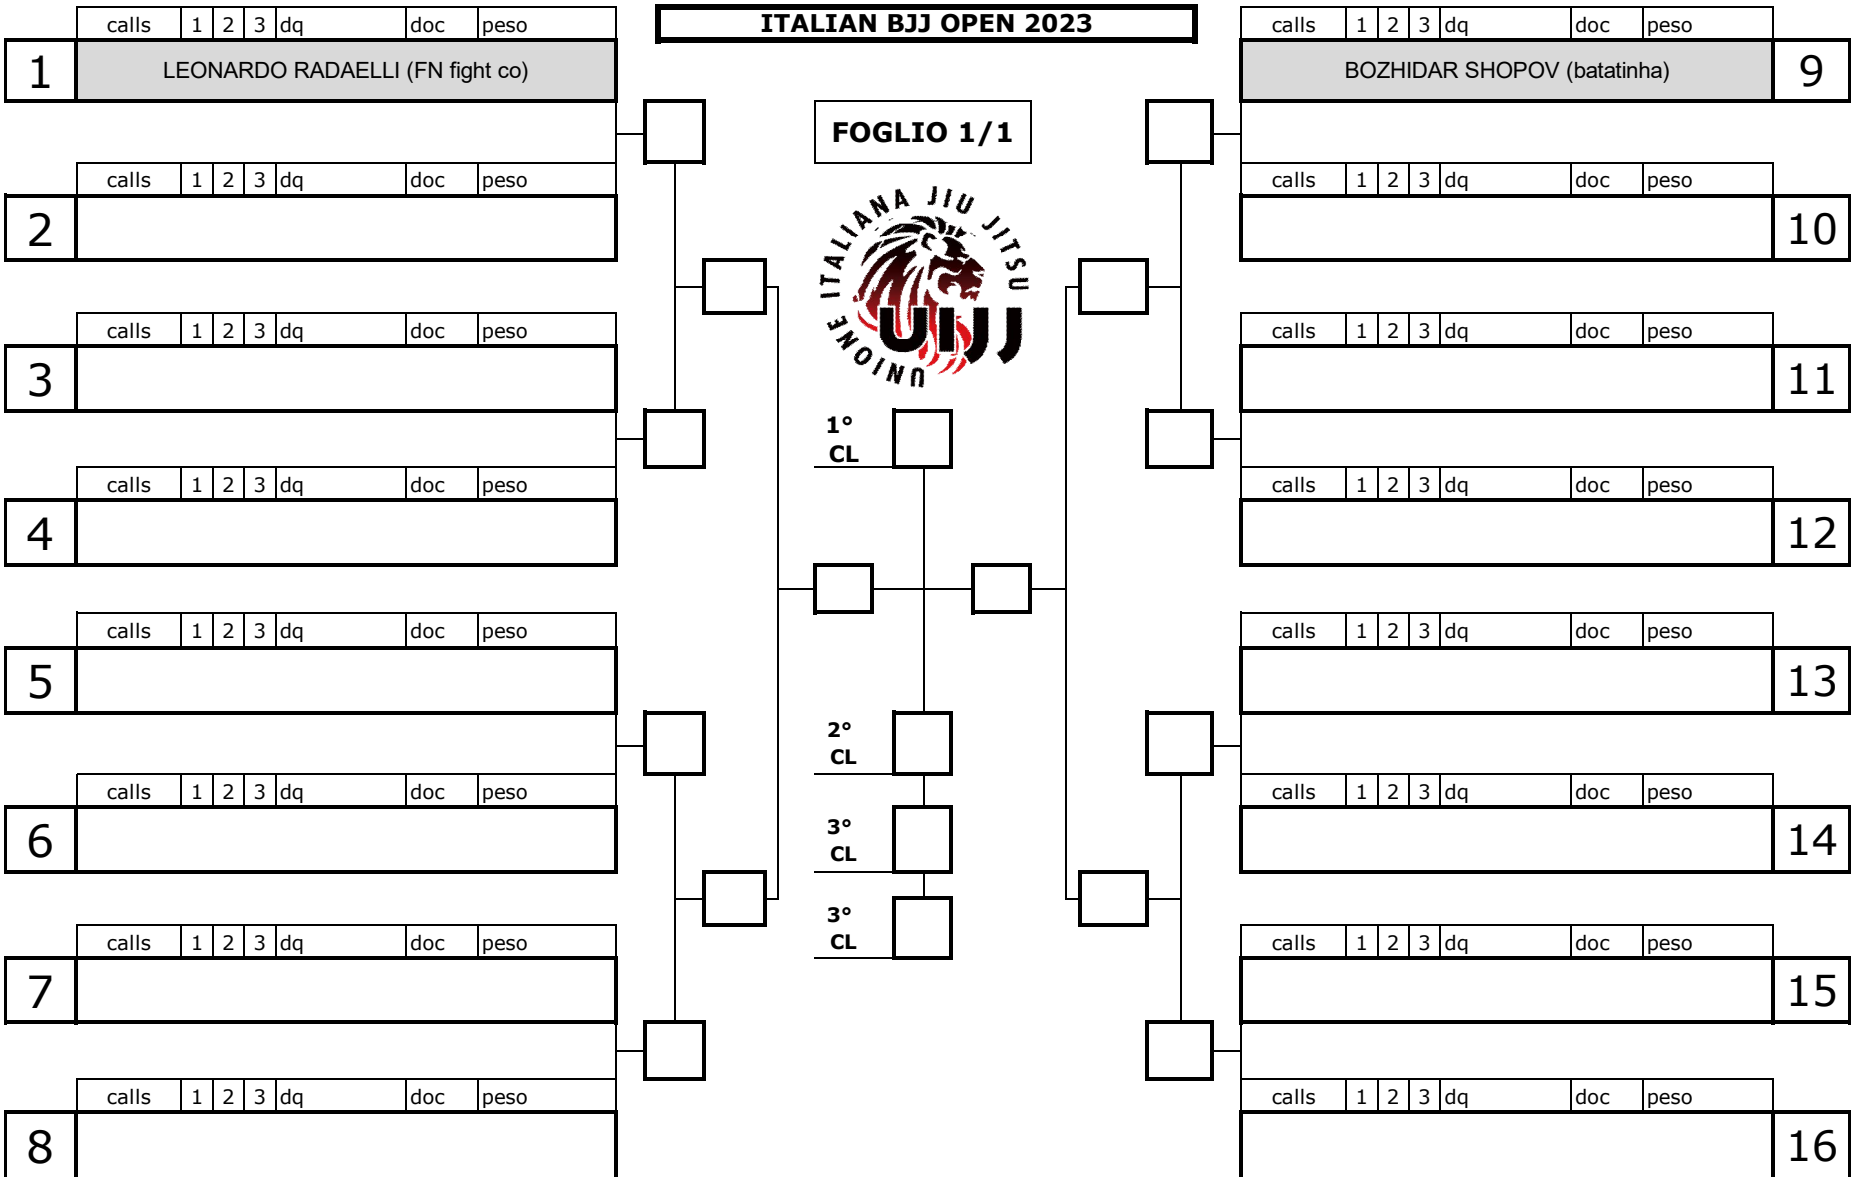 calls 1 2 3 dq doc peso
ITALIAN BJJ OPEN 2023
calls 1 2 3 dq doc peso
1 LEONARDO RADAELLI (FN fight co)
BOZHIDAR SHOPOV (batatinha) 9
FOGLIO 1/1
calls 1 2 3 dq doc peso
calls 1 2 3 dq doc peso
2
10
UNIONE ITALIANA JIU JITSU
UIJJ
calls 1 2 3 dq doc peso
calls 1 2 3 dq doc peso
3
11
1°
CL
calls 1 2 3 dq doc peso
calls 1 2 3 dq doc peso
4
12
calls 1 2 3 dq doc peso
calls 1 2 3 dq doc peso
5
13
2°
CL
calls 1 2 3 dq doc peso
calls 1 2 3 dq doc peso
6
14
3°
CL
3°
CL
calls 1 2 3 dq doc peso
calls 1 2 3 dq doc peso
7
15
calls 1 2 3 dq doc peso
calls 1 2 3 dq doc peso
8
16